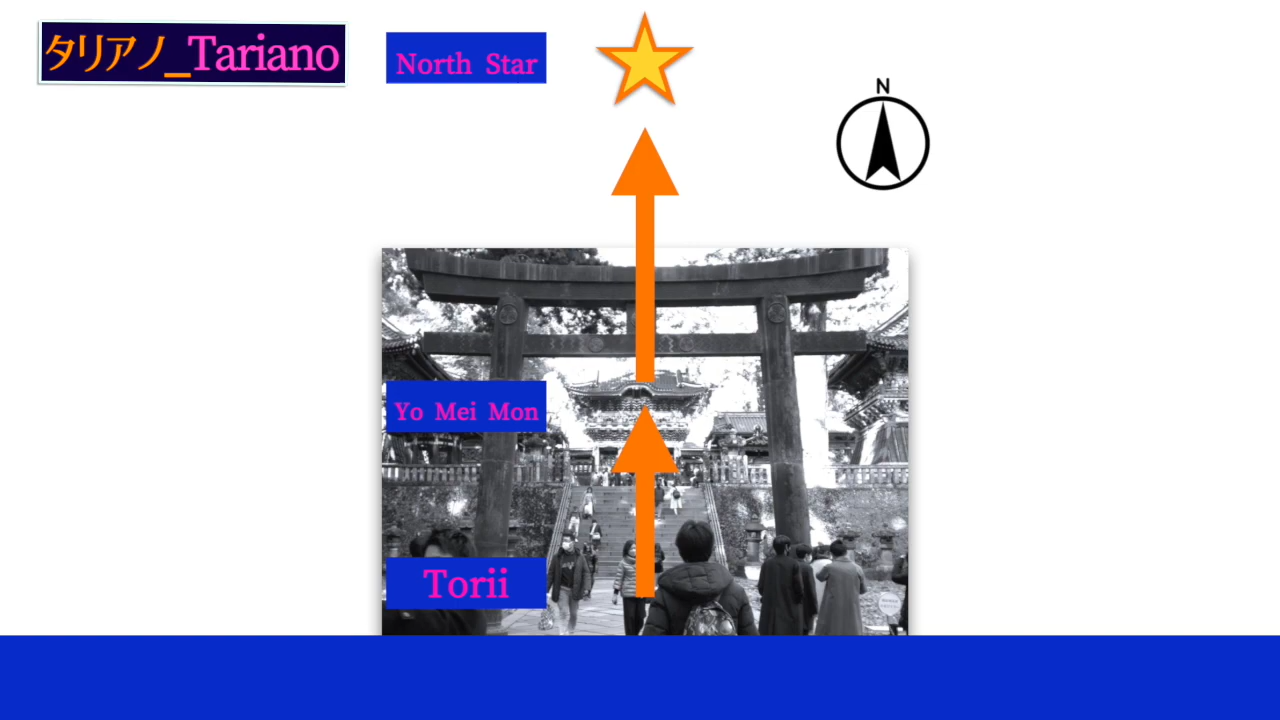 タリアノ_Tariano
North Star
N
Yo Mei Mon
Torii